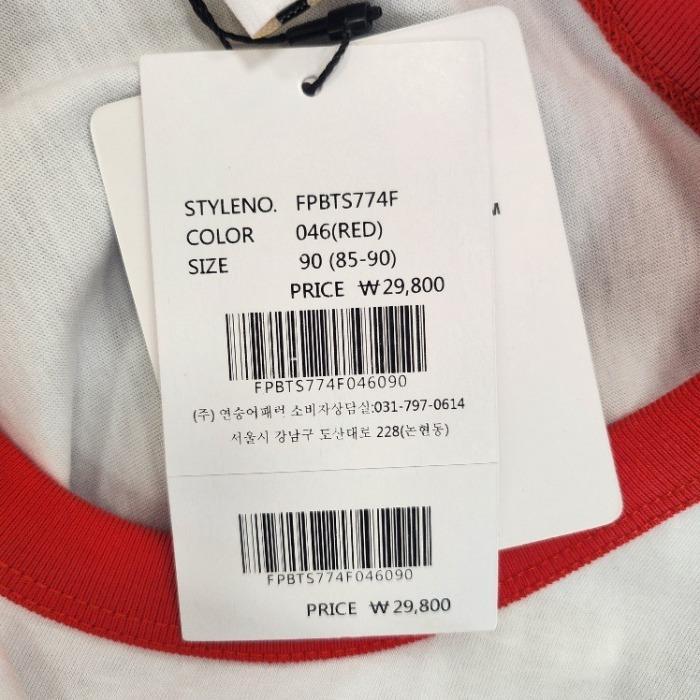 STYLENO. FPBTS774F
COLOR 046(RED)
SIZE 90 (85-90)
PRICE ₩29,800
FPBTS774F046090
(주) 연승어패럴 소비자상담실:031-797-0614
서울시 강남구 도산대로 228(논현동)
FPBTS774F046090
PRICE ₩29,800